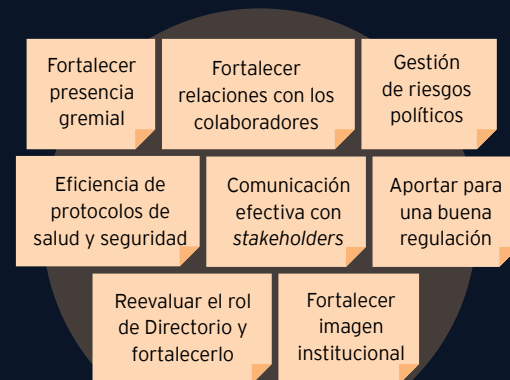 Fortalecer
presencia
gremial
Fortalecer
relaciones con los
colaboradores
Gestión
de riesgos
políticos
Eficiencia de
protocolos de
salud y seguridad
Comunicación
efectiva con
stakeholders
Aportar para
una buena
regulación
Reevaluar el rol
de Directorio y
fortalecerlo
Fortalecer
imagen
institucional